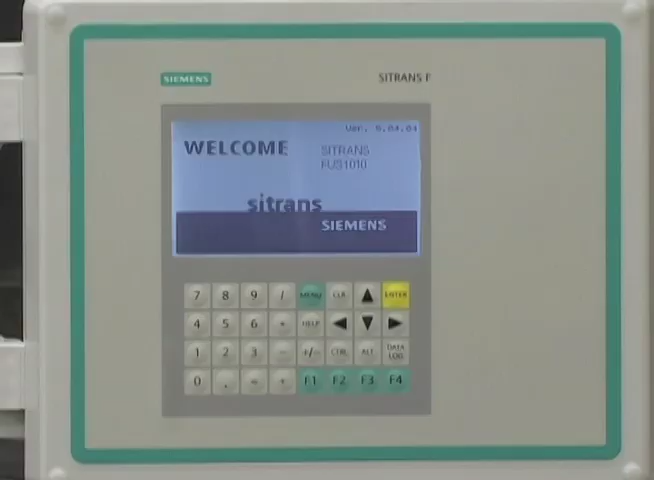 SIEMENS
SITRANS F
Ver. 5.04.04
WELCOME
SITRANS
FUS1010
sitrans
SIEMENS
7 8 9 / MENU CLR ▲ ENTER
4 5 6 HELP ◀ ▼ ▶
1 2 3 - +/- CTRL ALT DATA LOG
0 . = + F1 F2 F3 F4